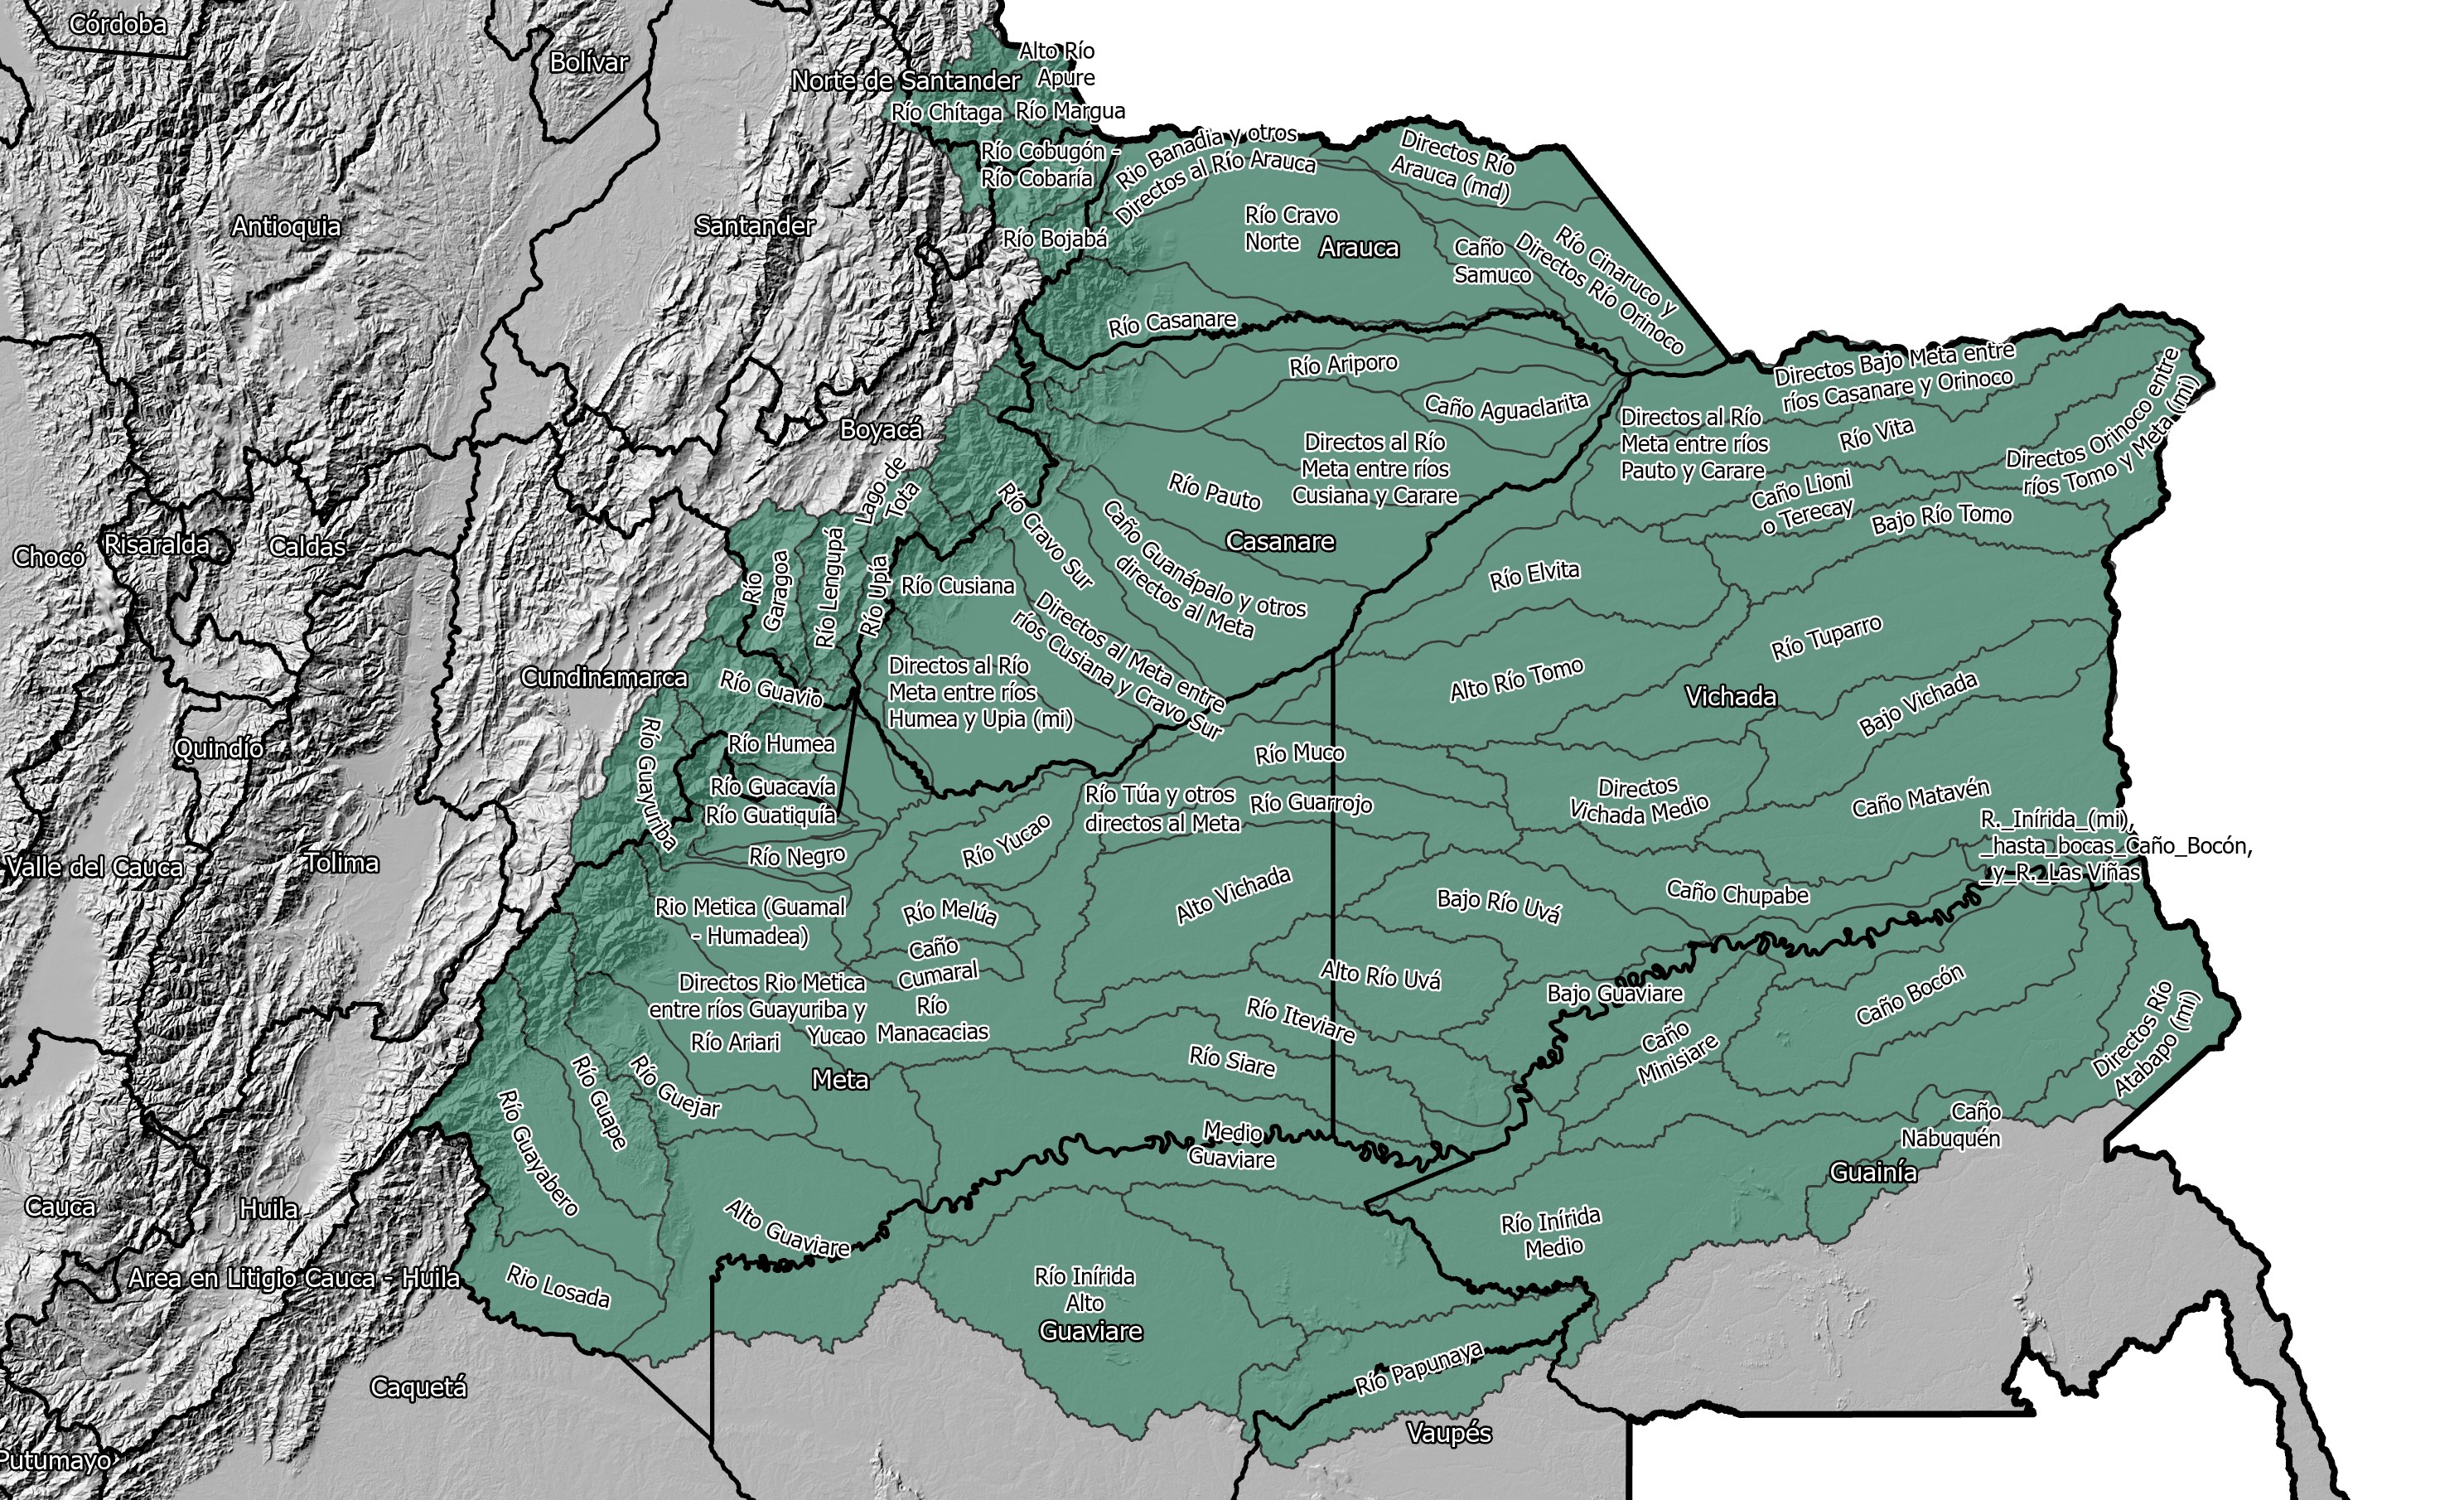 Córdoba
Bolívar
Norte de Santander
Alto Río
Apure
Río Chítaga
Río Margua
Río Cobugón -
Río Cobaría
Rio Banadia y otros
Directos al Río Arauca
Directos Río
Arauca (md)
Antioquia
Santander
Río Bojabá
Río Cravo
Norte
Arauca
Caño
Samuco
Río Cinaruco y
Directos Río Orinoco
Río Casanare
Río Ariporo
Caño Aguaclarita
Directos Bajo Meta entre
ríos Casanare y Orinoco
Directos al Río
Meta entre ríos
Pauto y Carare
Río Vita
Directos Orinoco entre
ríos Tomo y Meta (mi)
Boyacá
Lago de
Tota
Directos al Río
Meta entre ríos
Cusiana y Carare
Río Pauto
Río Cravo Sur
Caño Guanápalo y otros
directos al Meta
Casanare
Caño Lioni
o Terecay
Bajo Río Tomo
Chocó
Risaralda
Caldas
Río
Garagoa
Río Lengupá
Río Upía
Río Cusiana
Directos al Meta entre
ríos Cusiana y Cravo Sur
Río Elvita
Río Tuparro
Cundinamarca
Río Guavio
Directos al Río
Meta entre ríos
Humea y Upia (mi)
Alto Río Tomo
Vichada
Bajo Vichada
Quindío
Río Guayuriba
Río Humea
Río Guacavía
Río Guatiquía
Río Muco
Río Túa y otros
directos al Meta
Río Guarrojo
Directos
Vichada Medio
Caño Matavén
R._Inírida_(mi),
_hasta_bocas_Caño_Bocón,
_y_R._Las Viñas
Valle del Cauca
Tolima
Río Negro
Río Yucao
Rio Metica (Guamal
- Humadea)
Río Melúa
Alto Vichada
Bajo Río Uvá
Caño Chupabe
Caño
Cumaral
Alto Río Uvá
Directos Rio Metica
entre ríos Guayuriba y
Yucao
Río
Manacacias
Río Ariari
Bajo Guaviare
Caño Bocón
Río Iteviare
Caño
Minisiare
Directos Río
Atabapo (mi)
Río Siare
Meta
Río Guape
Río Guejar
Río Guayabero
Medio
Guaviare
Caño
Nabuquén
Guainía
Cauca
Huila
Alto Guaviare
Río Inírida
Medio
Area en Litigio Cauca - Huila
Rio Losada
Río Inírida
Alto
Guaviare
Río Papunaya
Caquetá
Vaupés
Putumayo